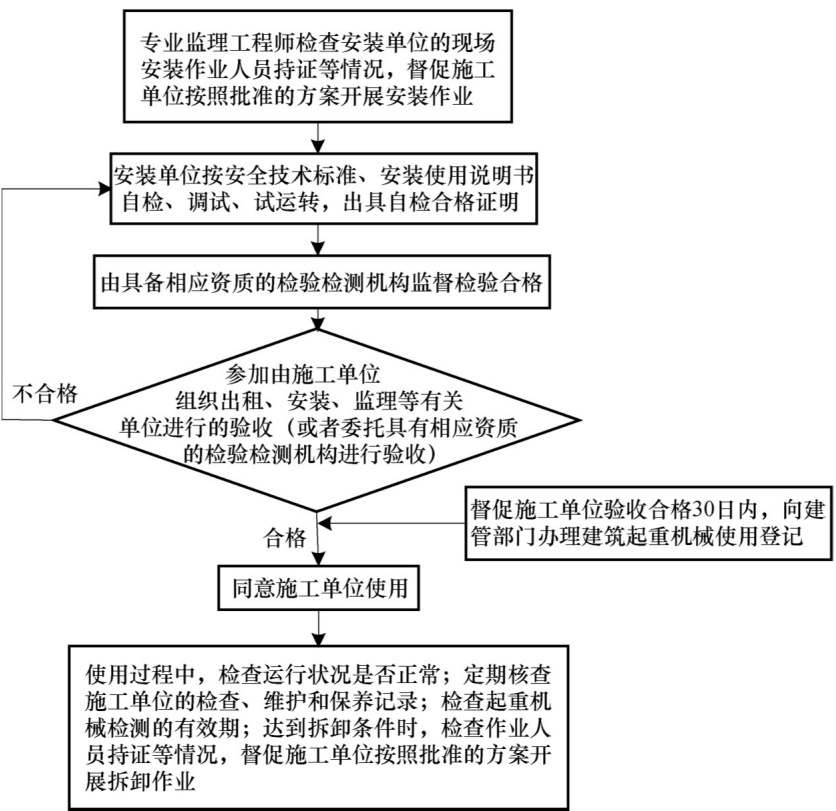 专业监理工程师检查安装单位的现场
安装作业人员持证等情况，督促施工
单位按照批准的方案开展安装作业
安装单位按安全技术标准、安装使用说明书
自检、调试、试运转，出具自检合格证明
由具备相应资质的检验检测机构监督检验合格
参加由施工单位
组织出租、安装、监理等有关
单位进行的验收（或者委托具有相应资质
的检验检测机构进行验收）
不合格
督促施工单位验收合格30日内，向建
管部门办理建筑起重机械使用登记
合格
同意施工单位使用
使用过程中，检查运行状况是否正常；定期核查
施工单位的检查、维护和保养记录；检查起重机
械检测的有效期；达到拆卸条件时，检查作业人
员持证等情况，督促施工单位按照批准的方案开
展拆卸作业